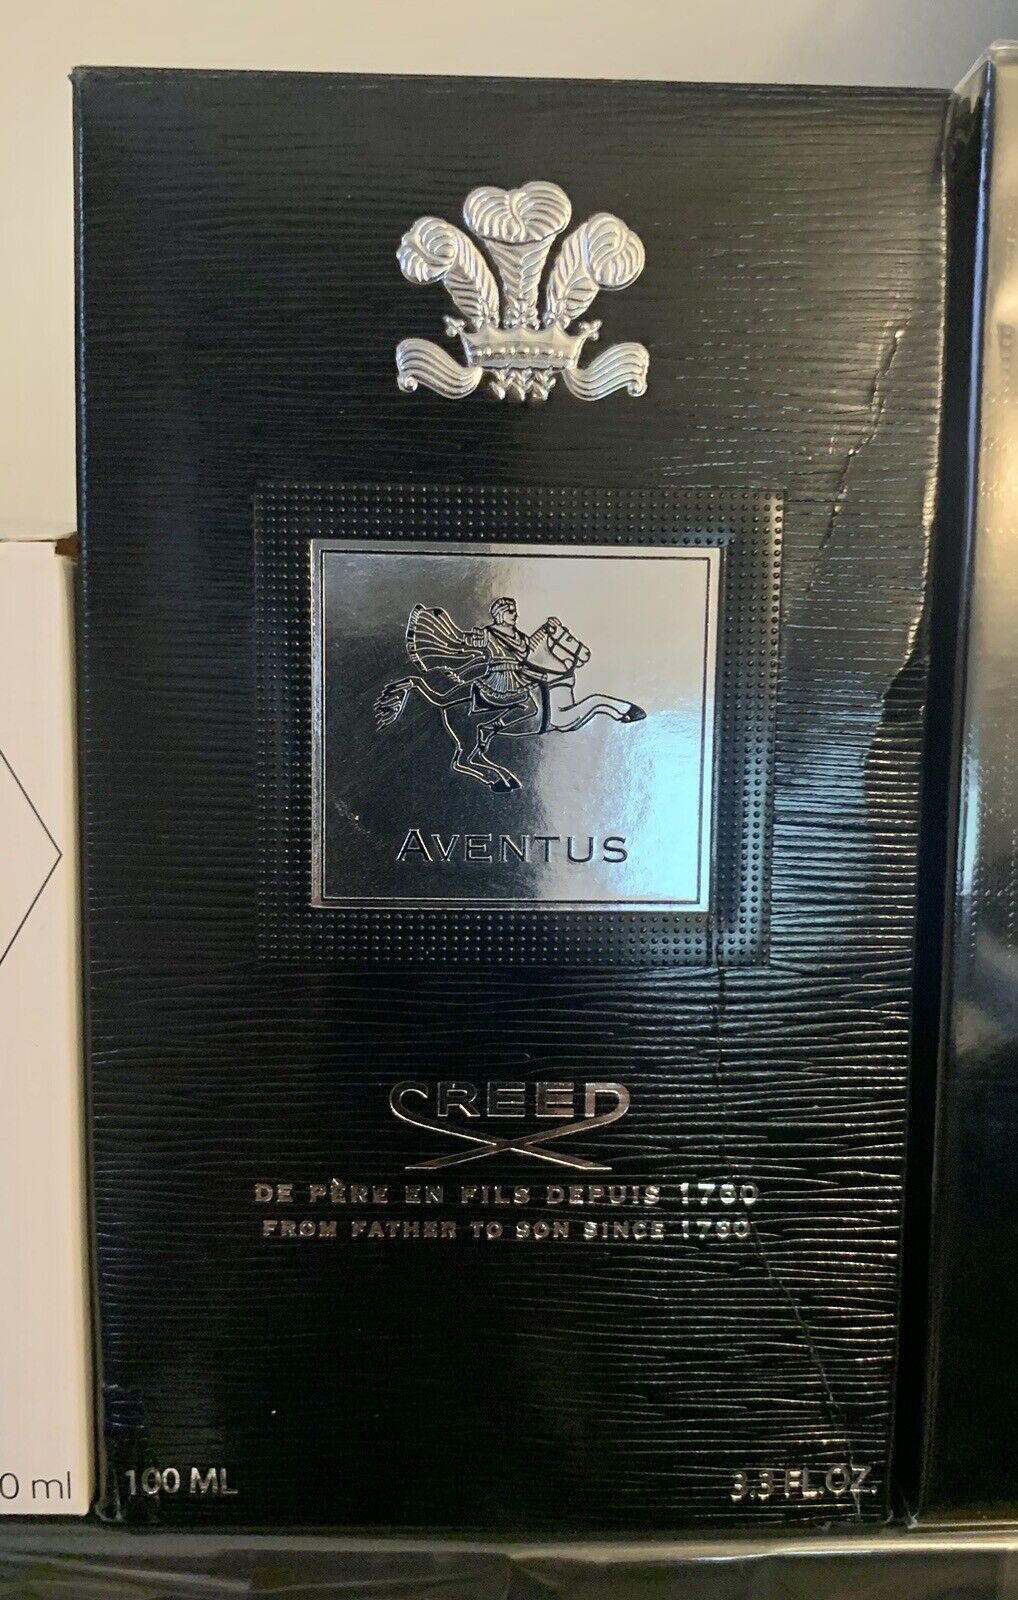 AVENTUS
CREED
DE PÈRE EN FILS DEPUIS 1760
FROM FATHER TO SON SINCE 1760
0 ml
100 ML
3.3 FL.OZ.